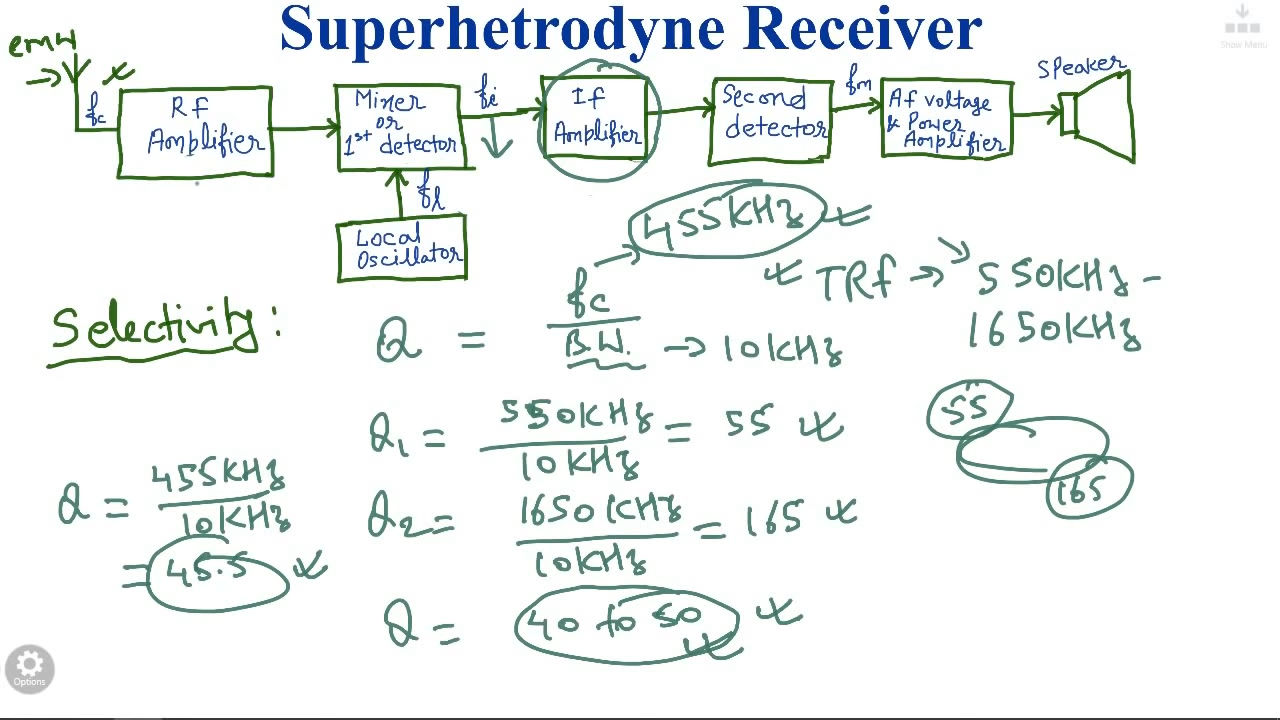 Superhetrodyne Receiver
Show Menu
emw
fc
RF
Amplifier
Mixer
or
1st detector
fi
If
Amplifier
Second
detector
fm
Af voltage
& Power
Amplifier
Speaker
fl
Local
Oscillator
455KHz
TRf → 550KHz -
1650KHz
Selectivity:
Q = fc / B.W. → 10KHz
Q1 = 550KHz / 10KHz = 55
55
165
Q = 455KHz / 10KHz
= 45.5
Q2 = 1650KHz / 10KHz = 165
Q = 40 to 50
Options